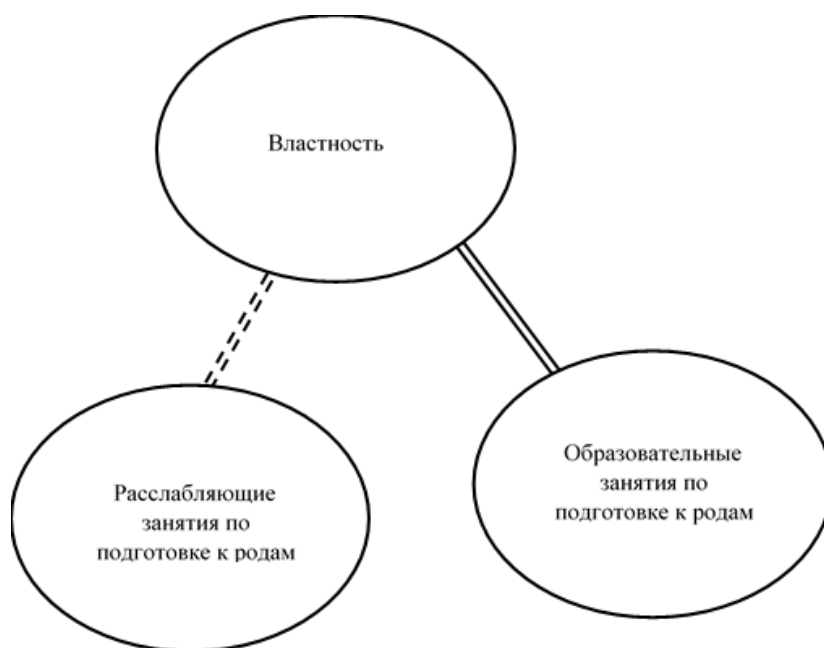 Властность
Расслабляющие
занятия по
подготовке к родам
Образовательные
занятия по
подготовке к родам